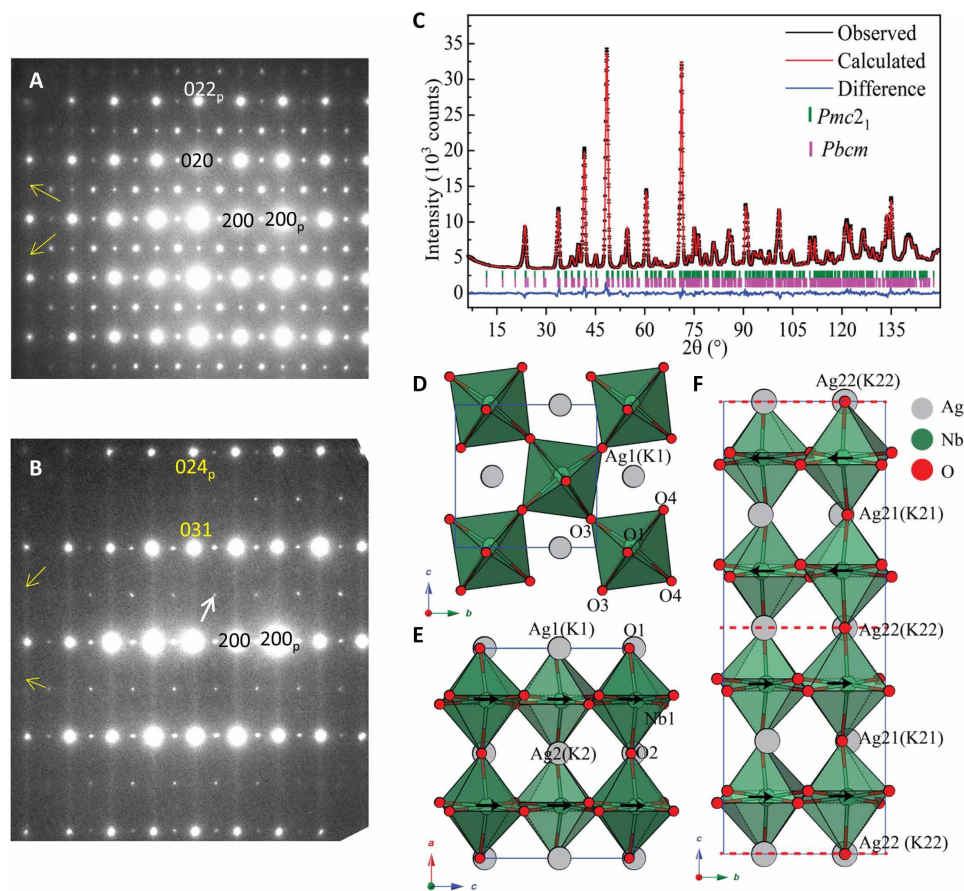 A
022p
020
200 200p
B
024p
031
200 200p
C
Observed
Calculated
Difference
Pmc2₁
Pbcm
Intensity (10³ counts)
35
30
25
20
15
10
5
0
15 30 45 60 75 90 105 120 135
2θ (°)
D
Ag1(K1)
O4
O3
O1
O3
O4
c
b
E
Ag1(K1)
O1
Nb1
Ag2(K2)
O2
a
c
F
Ag22(K22)
Ag21(K21)
Ag22(K22)
Ag21(K21)
Ag22 (K22)
c
b
Ag
Nb
O